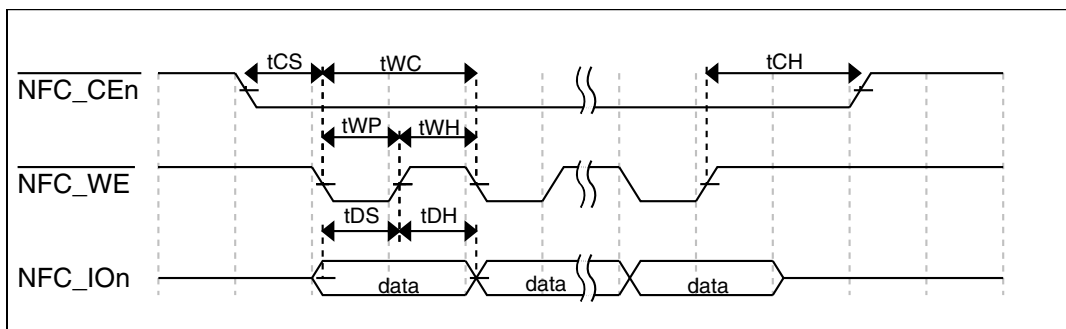 tCS tWC tCH
NFC_CEn
tWP tWH
NFC_WE
tDS tDH
NFC_IOn data data data